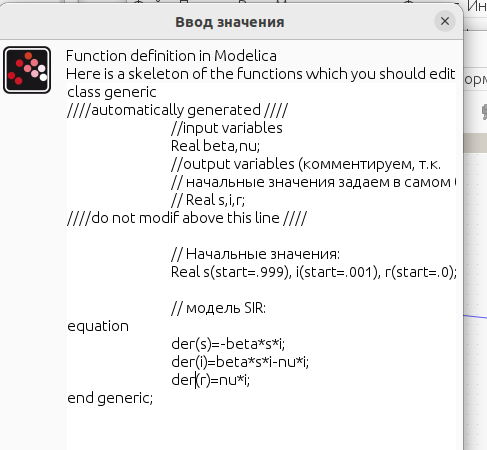 Ввод значения
Function definition in Modelica
Here is a skeleton of the functions which you should edit
class generic
////automatically generated ////
//input variables
Real beta,nu;
//output variables (комментируем, т.к.
// начальные значения задаем в самом
// Real s,i,r;
////do not modif above this line ////
// Начальные значения:
Real s(start=.999), i(start=.001), r(start=.0);
// модель SIR:
equation
der(s)=-beta*s*i;
der(i)=beta*s*i-nu*i;
der(r)=nu*i;
end generic;